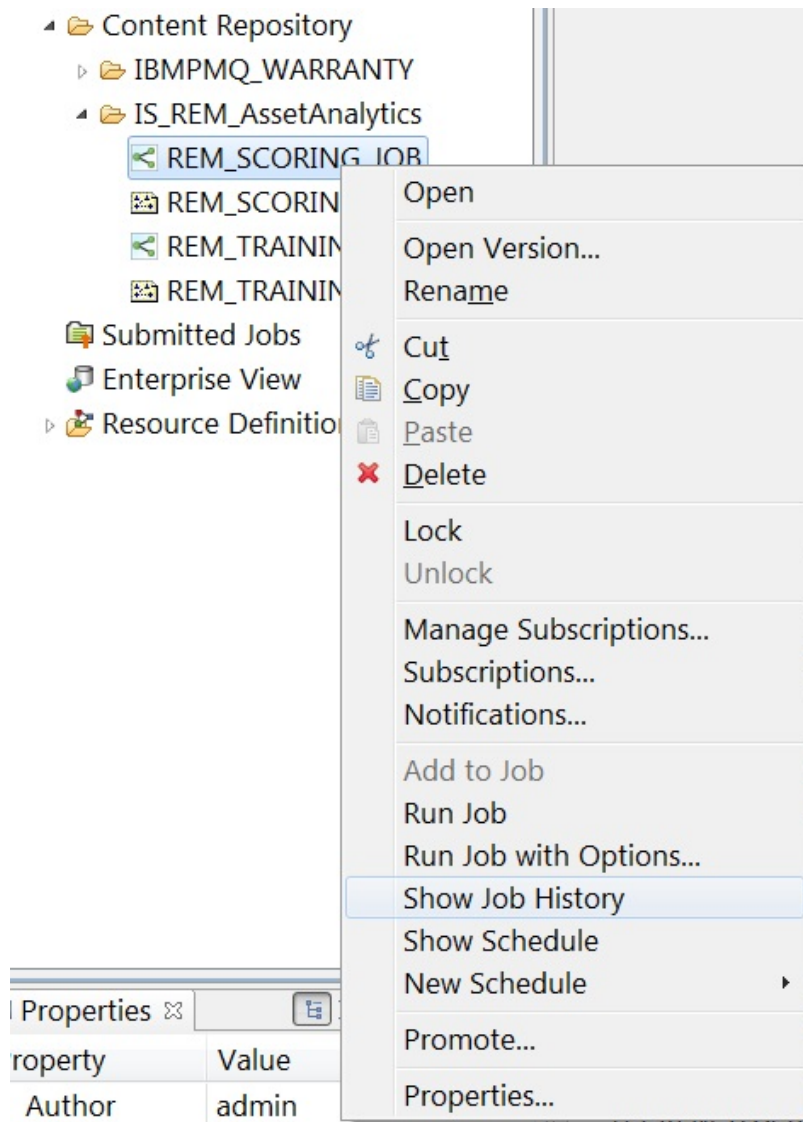 Content Repository
IBMPMQ_WARRANTY
IS_REM_AssetAnalytics
REM_SCORING_JOB
REM_SCORIN
REM_TRAININ
REM_TRAININ
Submitted Jobs
Enterprise View
Resource Definitio
Open
Open Version...
Rename
Cut
Copy
Paste
Delete
Lock
Unlock
Manage Subscriptions...
Subscriptions...
Notifications...
Add to Job
Run Job
Run Job with Options...
Show Job History
Show Schedule
New Schedule
Promote...
Properties...
Properties
roperty Value
Author admin